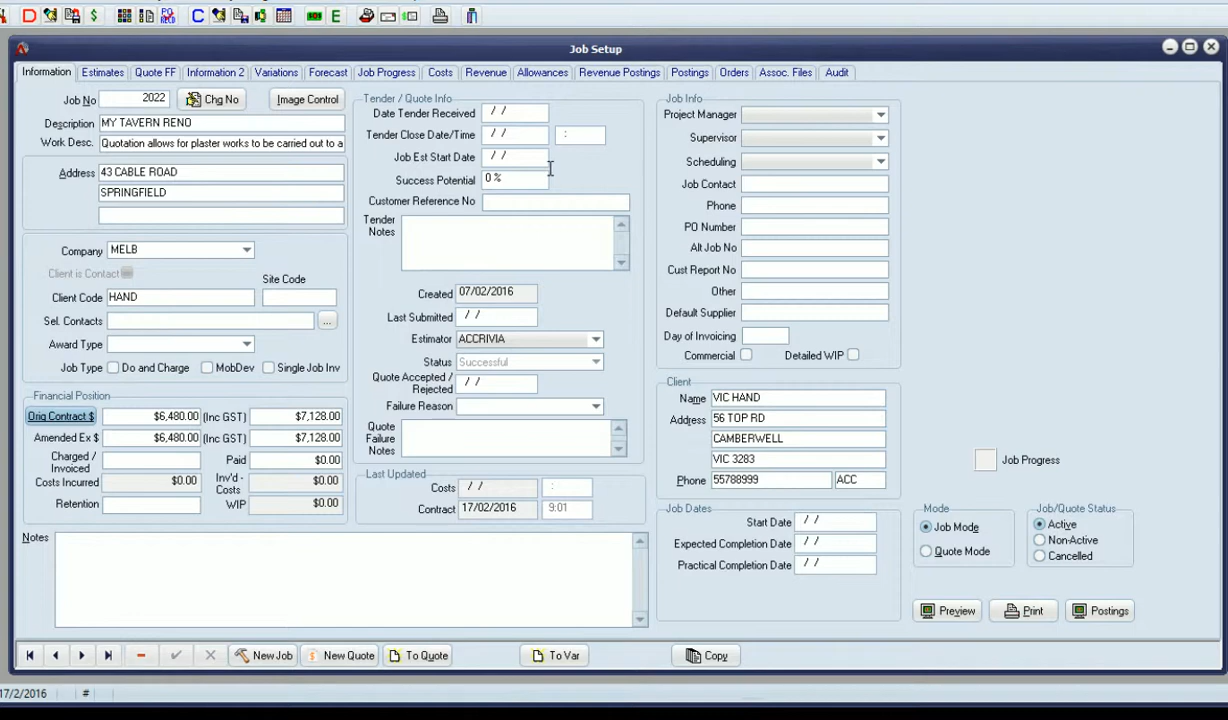 Job Setup
Information Estimates Quote FF Information 2 Variations Forecast Job Progress Costs Revenue Allowances Revenue Postings Postings Orders Assoc. Files Audit
Job No 2022 Chg No Image Control
Description MY TAVERN RENO
Work Desc. Quotation allows for plaster works to be carried out to a
Address 43 CABLE ROAD
SPRINGFIELD
Company MELB
Client is Contact
Site Code
Client Code HAND
Sel. Contacts ...
Award Type
Job Type Do and Charge MobDev Single Job Inv
Financial Position
Orig Contract $ $6,480.00 (Inc GST) $7,128.00
Amended Ex $ $6,480.00 (Inc GST) $7,128.00
Charged / Invoiced Paid $0.00
Costs Incurred $0.00 Inv'd - Costs $0.00
Retention WIP $0.00
Tender / Quote Info
Date Tender Received / /
Tender Close Date/Time / / :
Job Est Start Date / /
Success Potential 0 %
Customer Reference No
Tender Notes
Created 07/02/2016
Last Submitted / /
Estimator ACCRIVIA
Status Successful
Quote Accepted / Rejected / /
Failure Reason
Quote Failure Notes
Last Updated
Costs / / :
Contract 17/02/2016 9:01
Job Info
Project Manager
Supervisor
Scheduling
Job Contact
Phone
PO Number
Alt Job No
Cust Report No
Other
Default Supplier
Day of Invoicing
Commercial Detailed WIP
Client
Name VIC HAND
Address 56 TOP RD
CAMBERWELL
VIC 3283
Phone 55788999 ACC
Job Progress
Job Dates
Start Date / /
Expected Completion Date / /
Practical Completion Date / /
Mode
Job Mode
Quote Mode
Job/Quote Status
Active
Non-Active
Cancelled
Preview Print Postings
Notes
New Job New Quote To Quote To Var Copy
17/2/2016 #